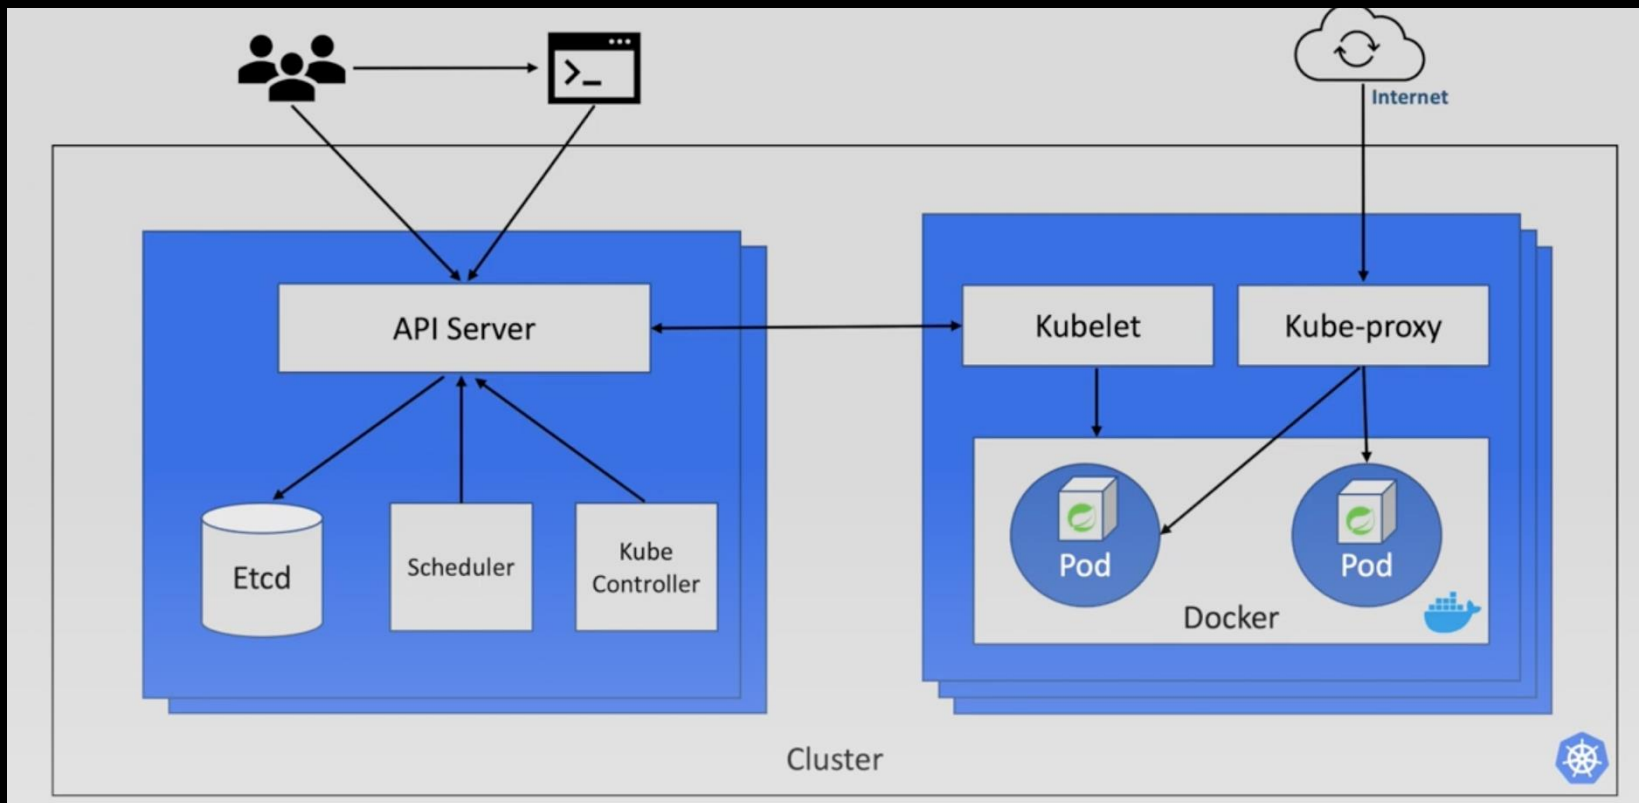 Internet
API Server
Kubelet
Kube-proxy
Etcd
Scheduler
Kube
Controller
Pod
Pod
Docker
Cluster